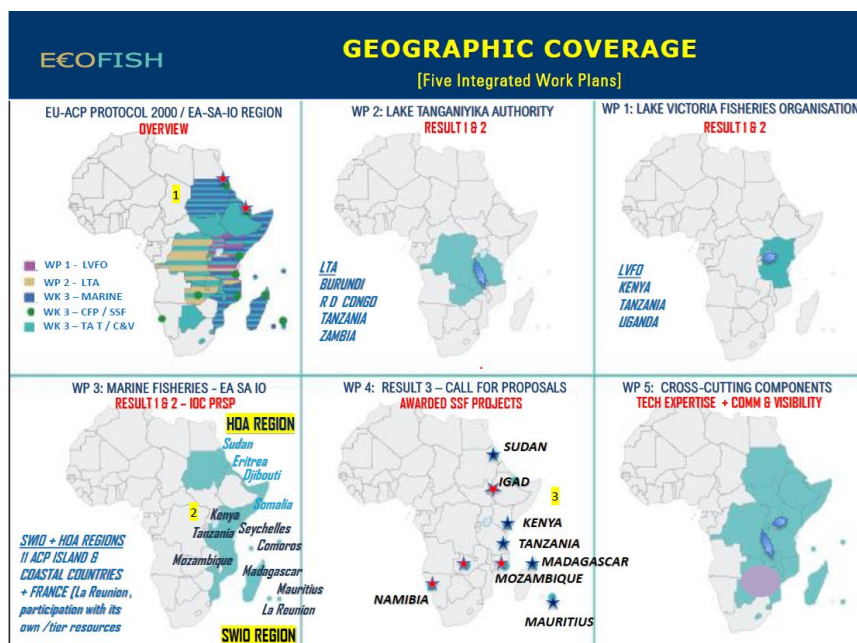 E€OFISH
GEOGRAPHIC COVERAGE
[Five Integrated Work Plans]
EU-ACP PROTOCOL 2000 / EA-SA-IO REGION
OVERVIEW
1
WP 1 - LVFO
WP 2 - LTA
WK 3 – MARINE
WK 3 – CFP / SSF
WK 3 – TA T / C&V
WP 2: LAKE TANGANIYIKA AUTHORITY
RESULT 1 & 2
LTA
BURUNDI
R D CONGO
TANZANIA
ZAMBIA
WP 1: LAKE VICTORIA FISHERIES ORGANISATION
RESULT 1 & 2
LVFO
KENYA
TANZANIA
UGANDA
WP 3: MARINE FISHERIES - EA SA IO
RESULT 1 & 2 – IOC PRSP
HOA REGION
Sudan
Eritrea
Djibouti
Somalia
2
Kenya
Tanzania
Seychelles
Comoros
Mozambique
Madagascar
Mauritius
La Reunion
SWIO + HOA REGIONS
11 ACP ISLAND &
COASTAL COUNTRIES
+ FRANCE (La Reunion,
participation with its
own /tier resources
SWIO REGION
WP 4: RESULT 3 – CALL FOR PROPOSALS
AWARDED SSF PROJECTS
SUDAN
IGAD
3
KENYA
TANZANIA
MADAGASCAR
MOZAMBIQUE
NAMIBIA
MAURITIUS
WP 5: CROSS-CUTTING COMPONENTS
TECH EXPERTISE + COMM & VISIBILITY